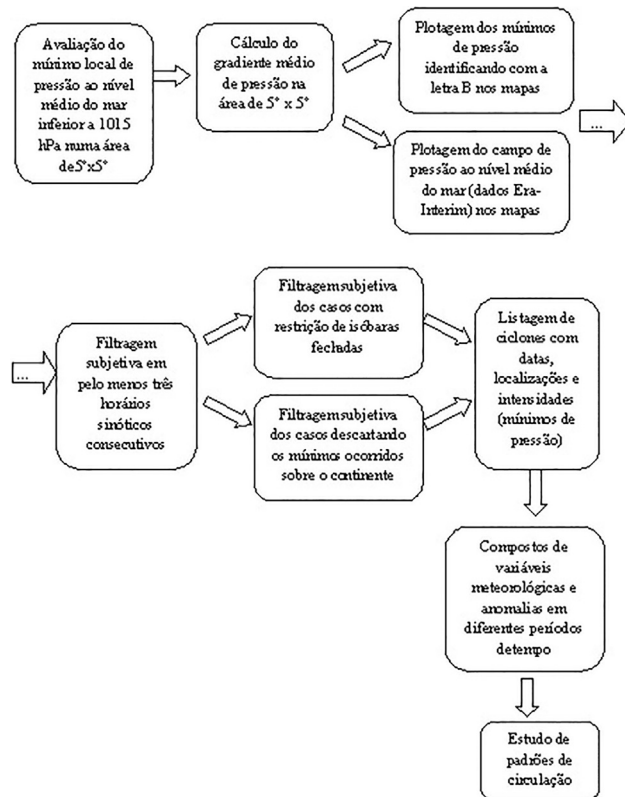 Avaliação do
mínimo local de
pressão ao nível
médio do mar
inferior a 1015
hPa numa área
de5°x5°
Cálculo do
gradiente médio
de pressão na
área de 5° x 5°
Plotagem dos mínimos
de pressão
identificando com a
letra B nos mapas
Plotagem do campo de
pressão ao nível médio
do mar (dados Era-
Interim) nos mapas
...
...
Filtragem
subjetiva em
pelo menos três
horários
sinóticos
consecutivos
Filtragem subjetiva
dos casos com
restrição de isóbaras
fechadas
Filtragem subjetiva
dos casos descartando
os mínimos ocorridos
sobre o continente
Listagem de
ciclones com
datas,
localizações e
intensidades
(mínimos de
pressão)
Compostos de
variáveis
meteorológicas e
anomalias em
diferentes períodos
detempo
Estudo de
padrões de
circulação